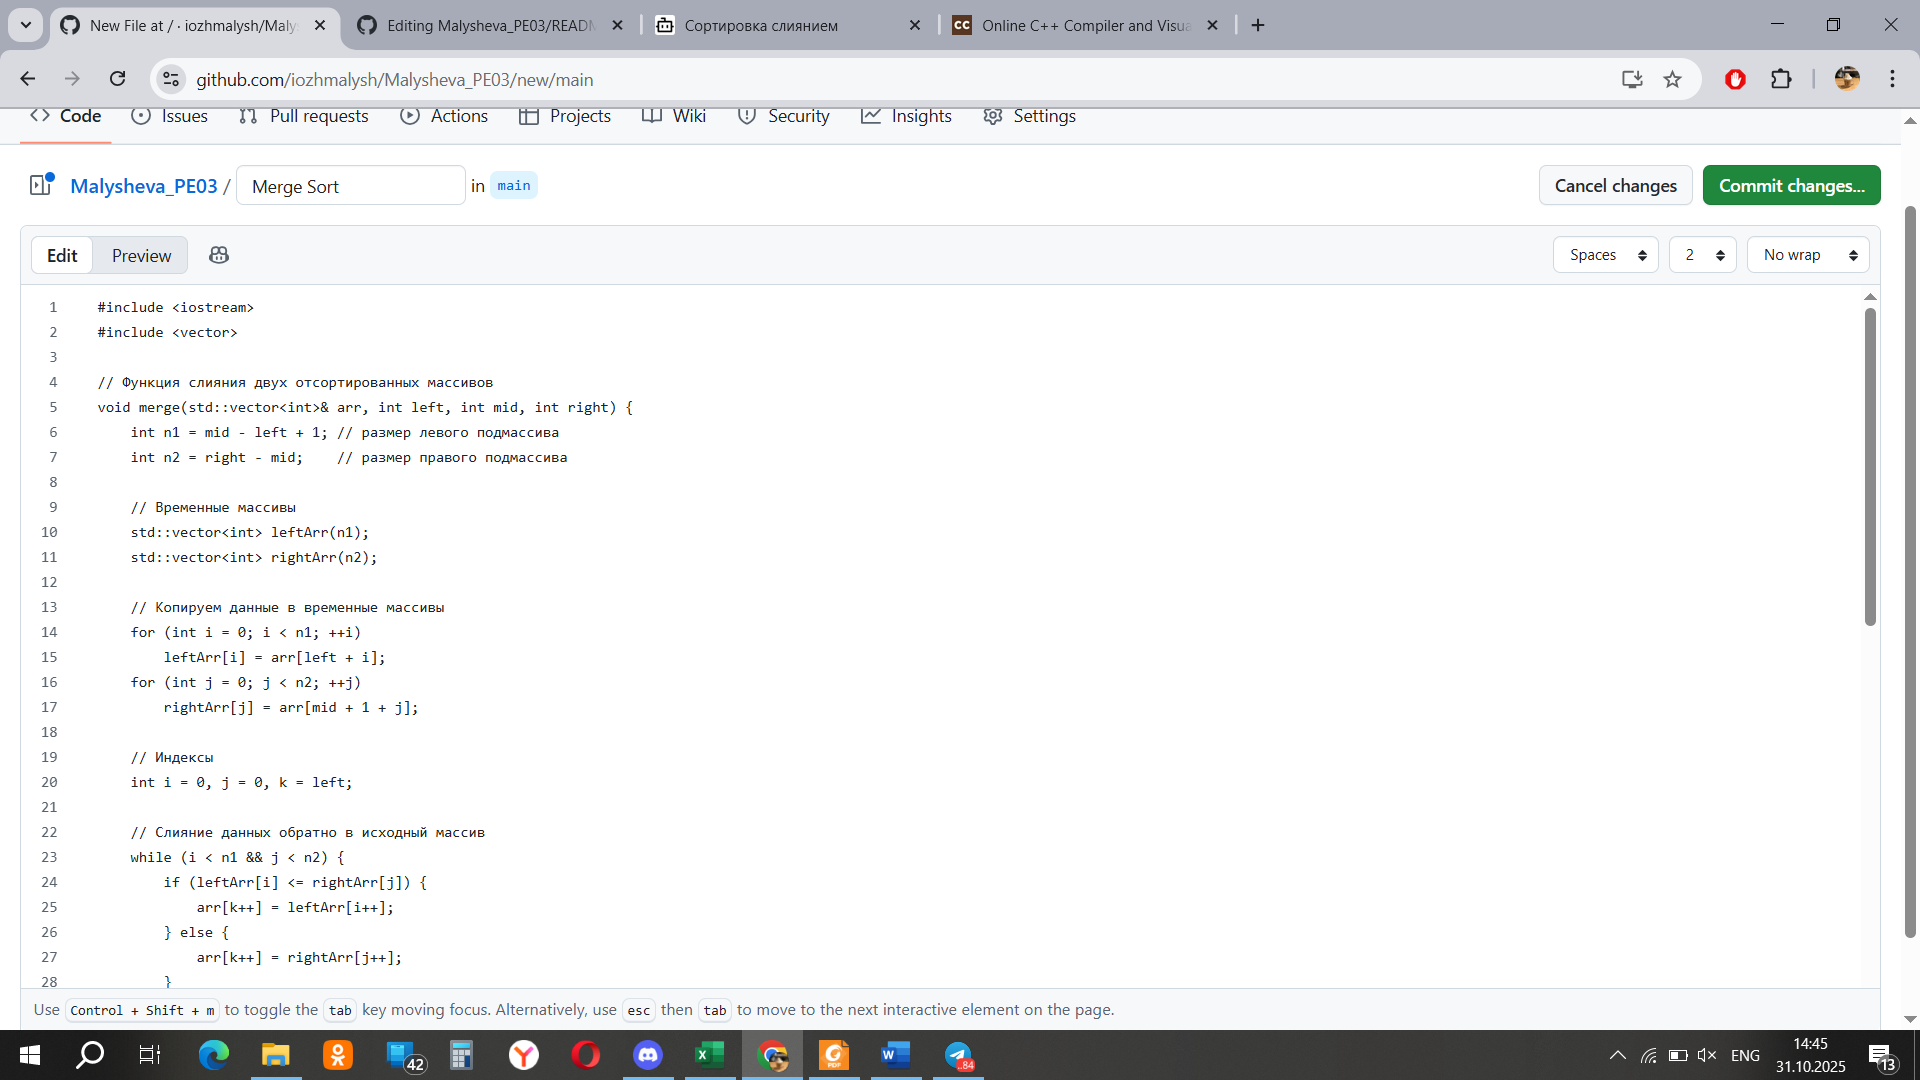 New File at / · iozhmalysh/Maly
Editing Malysheva_PE03/READM
Сортировка слиянием
CC Online C++ Compiler and Visua
github.com/iozhmalysh/Malysheva_PE03/new/main
Code Issues Pull requests Actions Projects Wiki Security Insights Settings
Malysheva_PE03 / Merge Sort in main
Cancel changes Commit changes...
Edit Preview Spaces 2 No wrap
1 #include <iostream>
2 #include <vector>
3
4 // Функция слияния двух отсортированных массивов
5 void merge(std::vector<int>& arr, int left, int mid, int right) {
6 int n1 = mid - left + 1; // размер левого подмассива
7 int n2 = right - mid; // размер правого подмассива
8
9 // Временные массивы
10 std::vector<int> leftArr(n1);
11 std::vector<int> rightArr(n2);
12
13 // Копируем данные в временные массивы
14 for (int i = 0; i < n1; ++i)
15 leftArr[i] = arr[left + i];
16 for (int j = 0; j < n2; ++j)
17 rightArr[j] = arr[mid + 1 + j];
18
19 // Индексы
20 int i = 0, j = 0, k = left;
21
22 // Слияние данных обратно в исходный массив
23 while (i < n1 && j < n2) {
24 if (leftArr[i] <= rightArr[j]) {
25 arr[k++] = leftArr[i++];
26 } else {
27 arr[k++] = rightArr[j++];
28 }
Use Control + Shift + m to toggle the tab key moving focus. Alternatively, use esc then tab to move to the next interactive element on the page.
42
PDF
84
ENG
14:45
31.10.2025
13